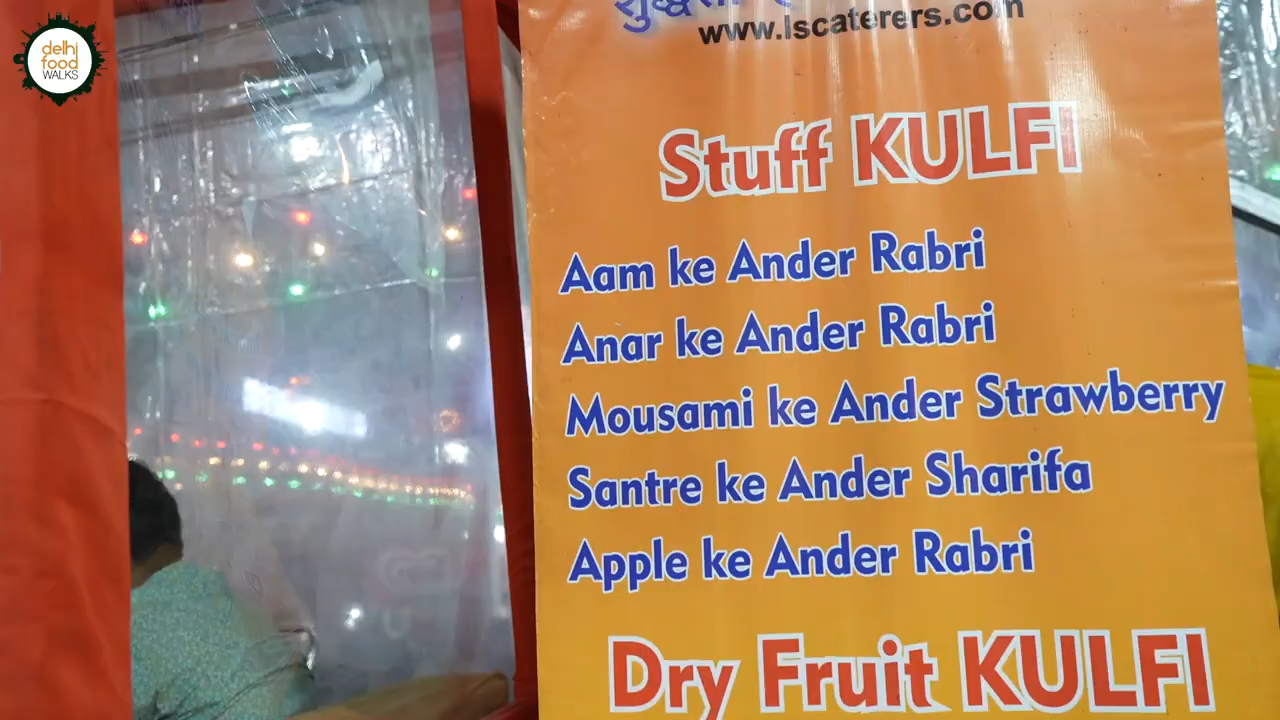 delhi
food
WALKS
www.lscaterers.com
Stuff KULFI
Aam ke Ander Rabri
Anar ke Ander Rabri
Mousami ke Ander Strawberry
Santre ke Ander Sharifa
Apple ke Ander Rabri
Dry Fruit KULFI